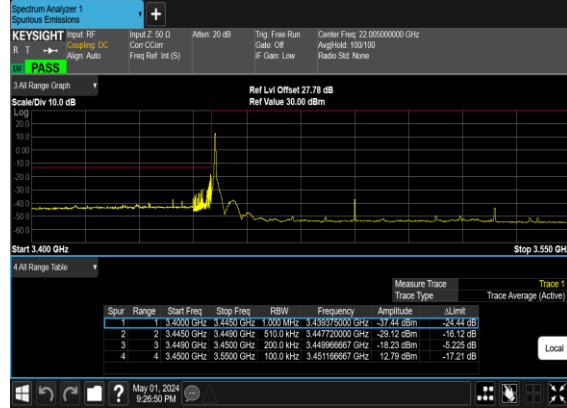 Spectrum Analyzer 1
Spurious Emissions
KEYSIGHT Input: RF Input Z: 50 Ω Atten: 20 dB Trig: Free Run Center Freq: 22.005000000 GHz
R T Coupling: DC Corr CCorr Gate: Off Avg|Hold: 100/100
Align: Auto Freq Ref: Int (S) IF Gain: Low Radio Std: None
LW PASS
3 All Range Graph
Ref Lvl Offset 27.78 dB
Scale/Div 10.0 dB Ref Value 30.00 dBm
Log
20.0
10.0
0.00
-10.0
-20.0
-30.0
-40.0
-50.0
-60.0
Start 3.400 GHz Stop 3.550 GH
4 All Range Table
Measure Trace Trace 1
Trace Type Trace Average (Active)
Spur Range Start Freq Stop Freq RBW Frequency Amplitude ΔLimit
1 1 3.4000 GHz 3.4450 GHz 1.000 MHz 3.439375000 GHz -37.44 dBm -24.44 dB
2 2 3.4450 GHz 3.4490 GHz 510.0 kHz 3.447720000 GHz -29.12 dBm -16.12 dB
3 3 3.4490 GHz 3.4500 GHz 200.0 kHz 3.449966667 GHz -18.23 dBm -5.225 dB
4 4 3.4500 GHz 3.5500 GHz 100.0 kHz 3.451166667 GHz 12.79 dBm -17.21 dB
Local
?
May 01, 2024
9:26:50 PM